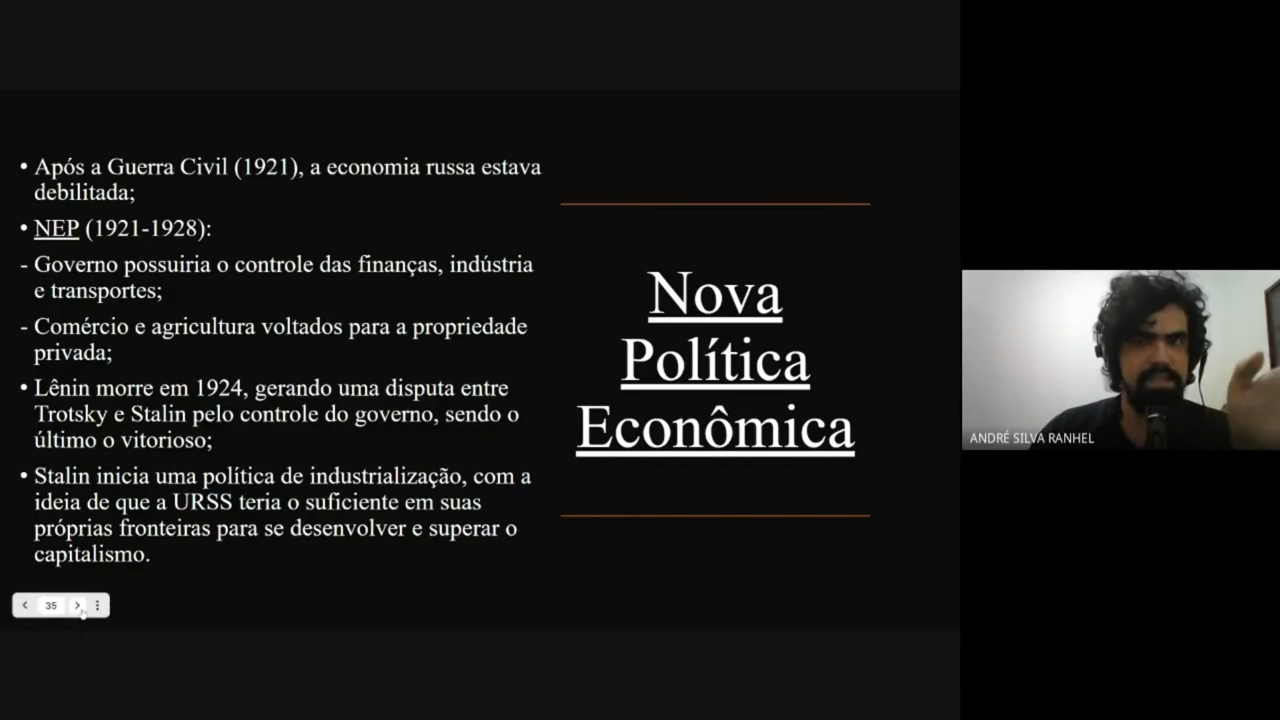 • Após a Guerra Civil (1921), a economia russa estava
debilitada;
• NEP (1921-1928):
- Governo possuiria o controle das finanças, indústria
e transportes;
- Comércio e agricultura voltados para a propriedade
privada;
• Lênin morre em 1924, gerando uma disputa entre
Trotsky e Stalin pelo controle do governo, sendo o
último o vitorioso;
• Stalin inicia uma política de industrialização, com a
ideia de que a URSS teria o suficiente em suas
próprias fronteiras para se desenvolver e superar o
capitalismo.
Nova
Política
Econômica
35
ANDRÉ SILVA RANHEL